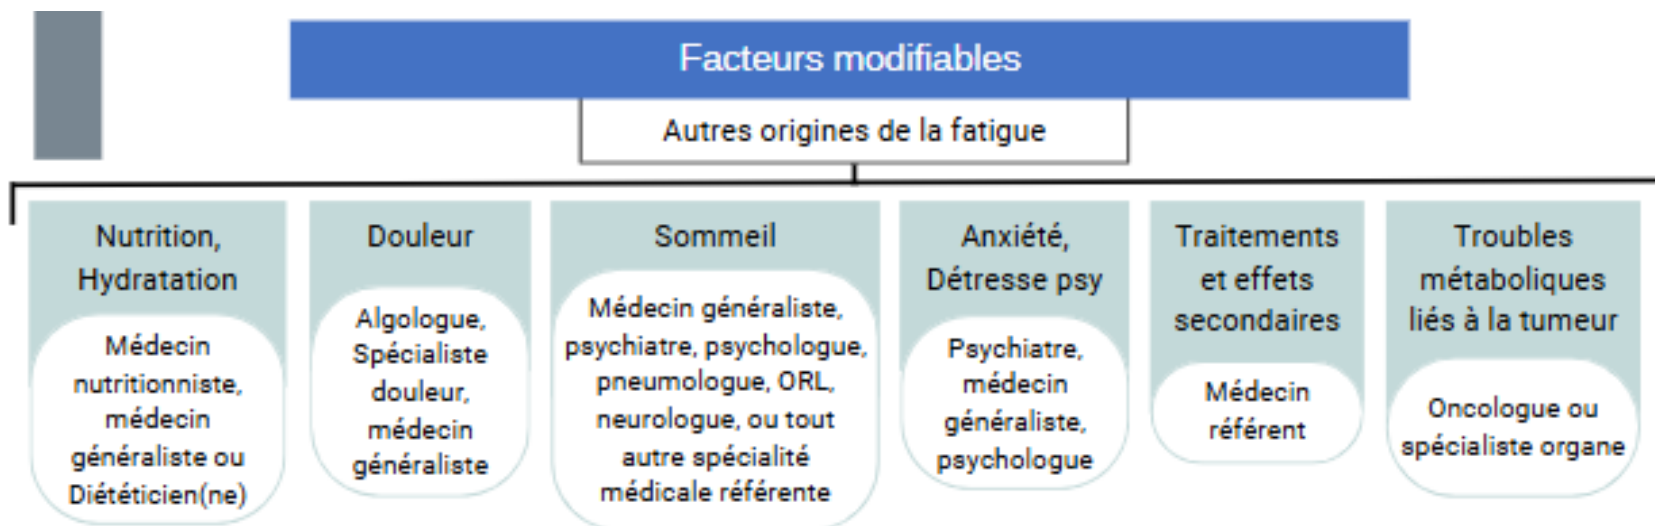 Facteurs modifiables
Autres origines de la fatigue
Nutrition,
Hydratation
Médecin
nutritionniste,
médecin
généraliste ou
Diététicien(ne)
Douleur
Algologue,
Spécialiste
douleur,
médecin
généraliste
Sommeil
Médecin généraliste,
psychiatre, psychologue,
pneumologue, ORL,
neurologue, ou tout
autre spécialité
médicale référente
Anxiété,
Détresse psy
Psychiatre,
médecin
généraliste,
psychologue
Traitements
et effets
secondaires
Médecin
référent
Troubles
métaboliques
liés à la tumeur
Oncologue ou
spécialiste organe